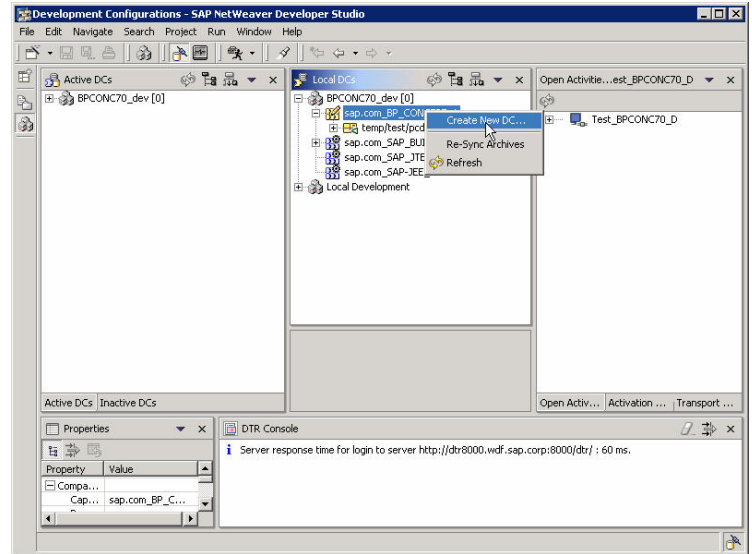 Development Configurations - SAP NetWeaver Developer Studio
File Edit Navigate Search Project Run Window Help
Active DCs
BPCONC70_dev [0]
Local DCs
BPCONC70_dev [0]
sap.com_BP_CON
temp/test/pcd
sap.com_SAP_BUI
sap.com_SAP_JTE
sap.com_SAP-JEE
Local Development
Create New DC...
Re-Sync Archives
Refresh
Open Activitie...est_BPCONC70_D
Test_BPCONC70_D
Active DCs Inactive DCs
Open Activ... Activation ... Transport ...
Properties
Property Value
Compa...
Cap... sap.com_BP_C...
DTR Console
Server response time for login to server http://dtr8000.wdf.sap.corp:8000/dtr/ : 60 ms.